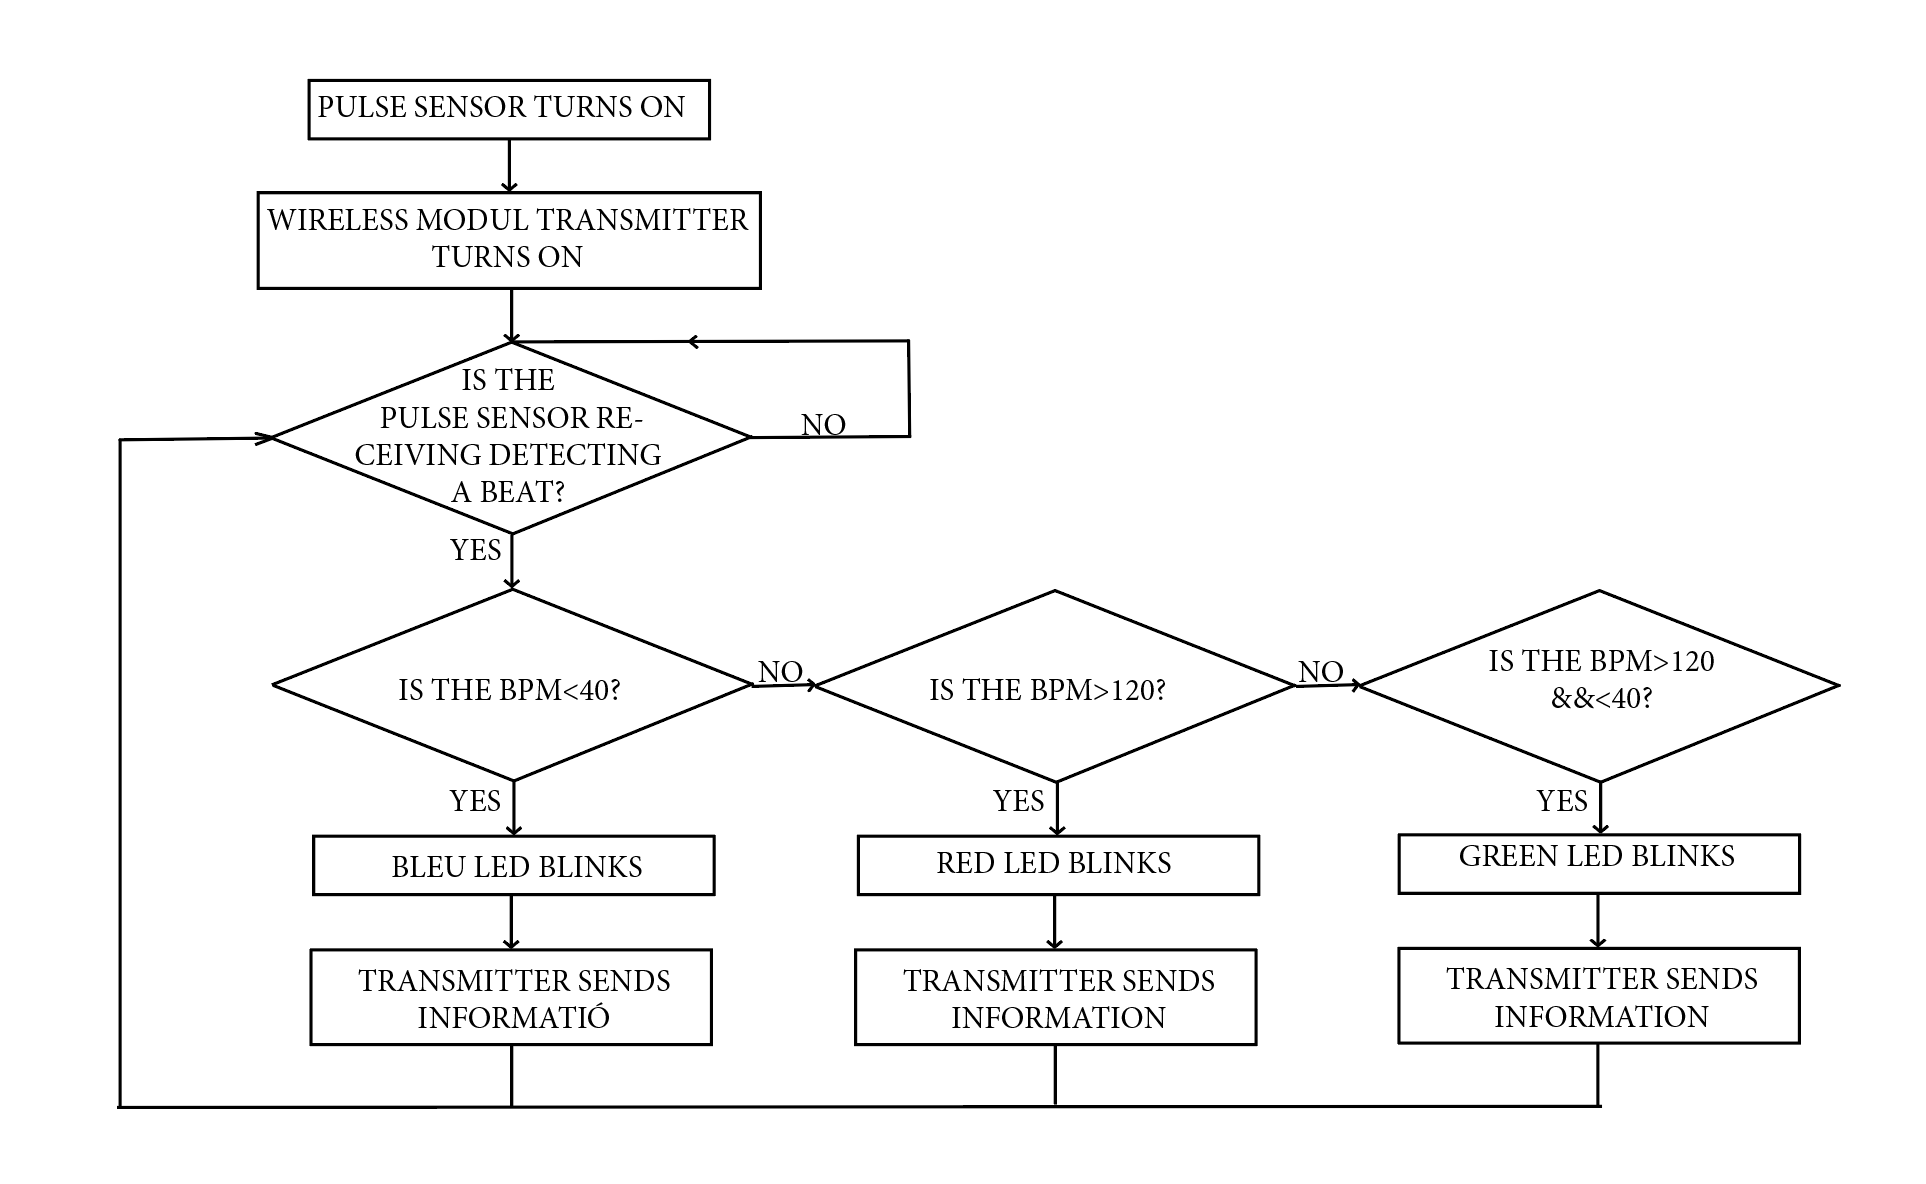 PULSE SENSOR TURNS ON
WIRELESS MODUL TRANSMITTER
TURNS ON
IS THE
PULSE SENSOR RE-
CEIVING DETECTING
A BEAT?
NO
YES
IS THE BPM<40?
NO
IS THE BPM>120?
NO
IS THE BPM>120
&&<40?
YES
YES
YES
BLEU LED BLINKS
RED LED BLINKS
GREEN LED BLINKS
TRANSMITTER SENDS
INFORMATIÓ
TRANSMITTER SENDS
INFORMATION
TRANSMITTER SENDS
INFORMATION